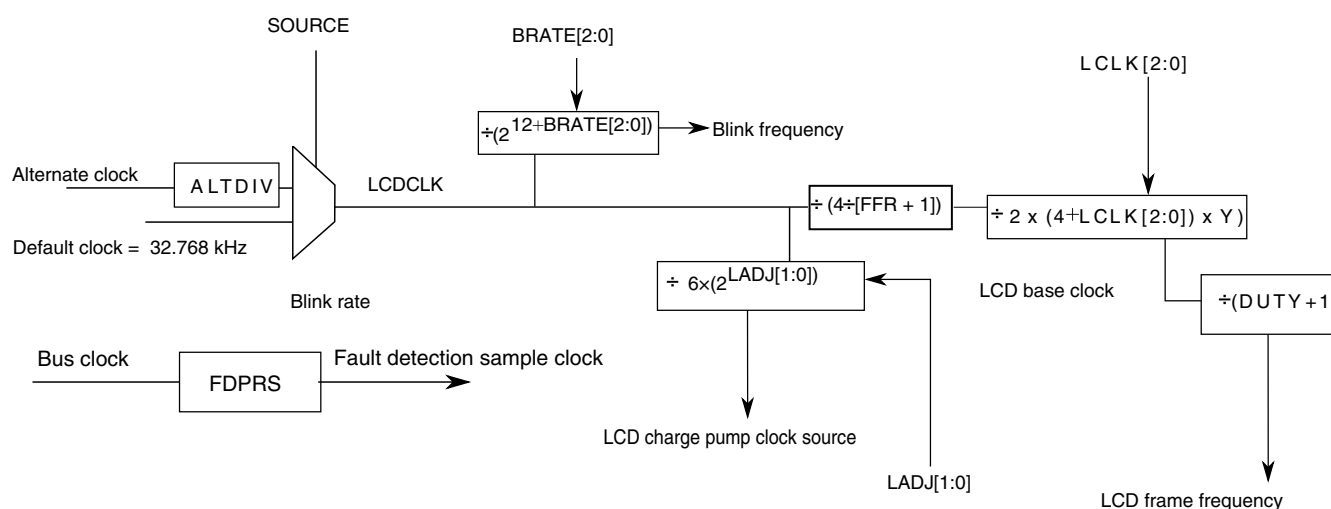 SOURCE
BRATE[2:0]
LCLK[2:0]
÷(2^12+BRATE[2:0])
Blink frequency
Alternate clock
ALTDIV
LCDCLK
÷ (4÷[FFR + 1])
÷ 2 x (4+LCLK[2:0]) x Y)
Default clock = 32.768 kHz
÷ 6×(2^LADJ[1:0])
LCD base clock
÷(DUTY+1
Blink rate
Bus clock
FDPRS
Fault detection sample clock
LCD charge pump clock source
LADJ[1:0]
LCD frame frequency